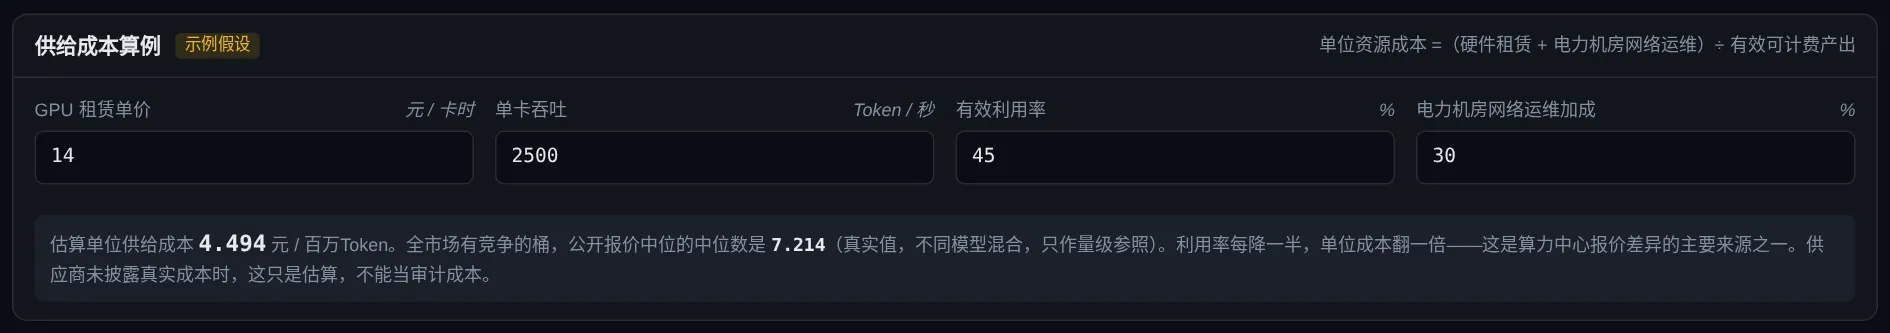 供给成本算例 示例假设 单位资源成本 =（硬件租赁 + 电力机房网络运维）÷ 有效可计费产出
GPU 租赁单价 元 / 卡时 单卡吞吐 Token / 秒 有效利用率 % 电力机房网络运维加成 %
14 2500 45 30
估算单位供给成本 4.494 元 / 百万Token。全市场有竞争的桶，公开报价中位的中位数是 7.214（真实值，不同模型混合，只作量级参照）。利用率每降一半，单位成本翻一倍——这是算力中心报价差异的主要来源之一。供
应商未披露真实成本时，这只是估算，不能当审计成本。